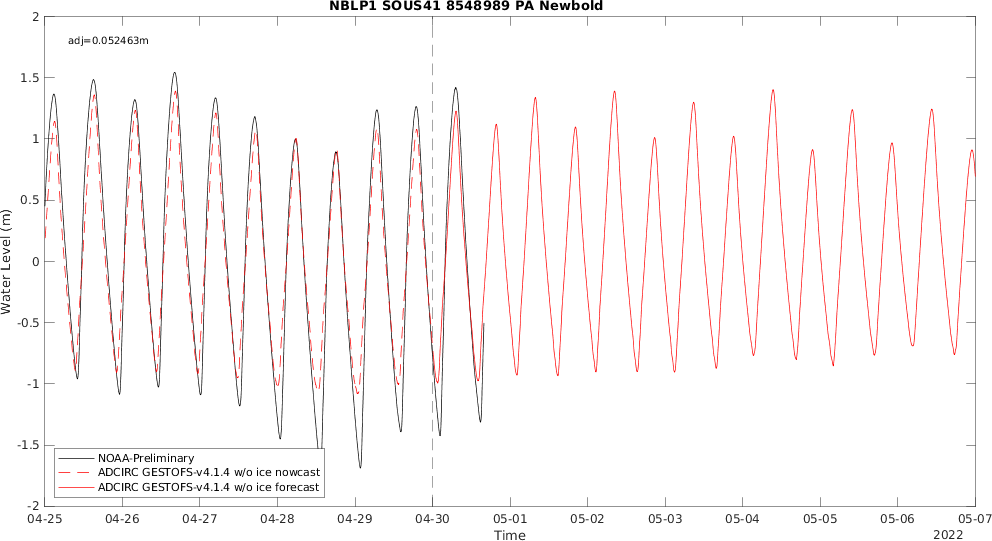 NBLP1 SOUS41 8548989 PA Newbold
adj=0.052463m
2
1.5
1
0.5
0
-0.5
-1
-1.5
-2
Water Level (m)
NOAA-Preliminary
ADCIRC GESTOFS-v4.1.4 w/o ice nowcast
ADCIRC GESTOFS-v4.1.4 w/o ice forecast
04-25 04-26 04-27 04-28 04-29 04-30 05-01 05-02 05-03 05-04 05-05 05-06 05-07
Time
2022